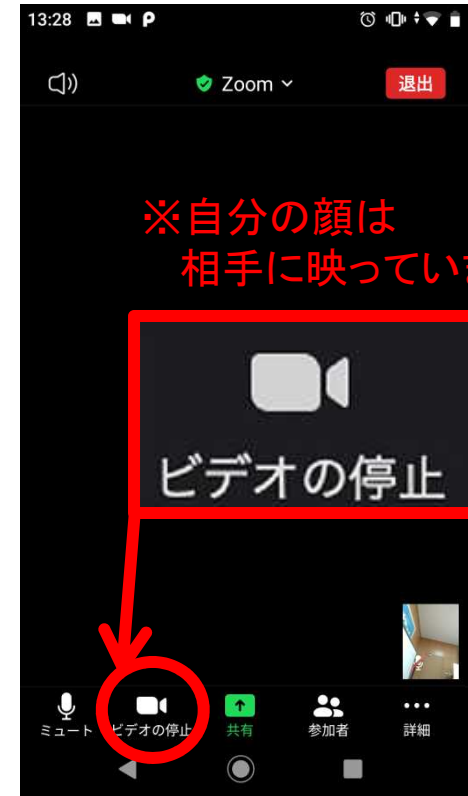 13:28
Zoom
退出
※自分の顔は
相手に映ってい
ビデオの停止
ミュート ビデオの停止 共有 参加者 詳細